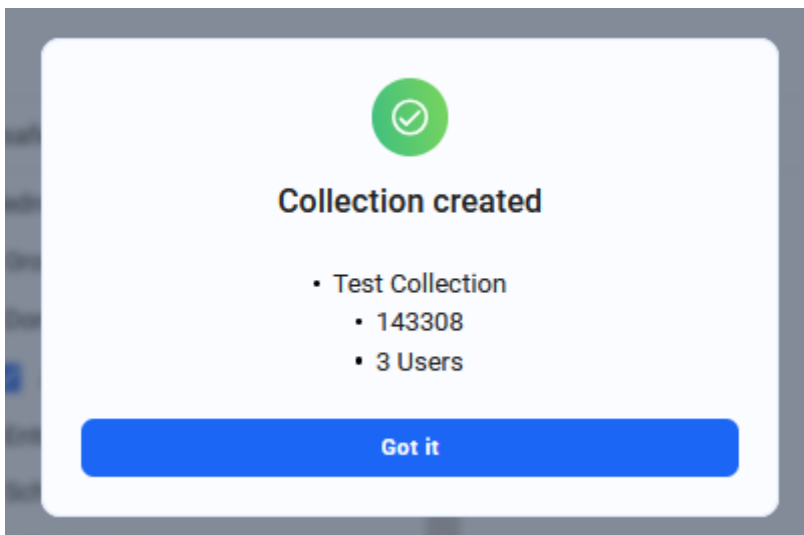 Collection created
• Test Collection
• 143308
• 3 Users
Got it